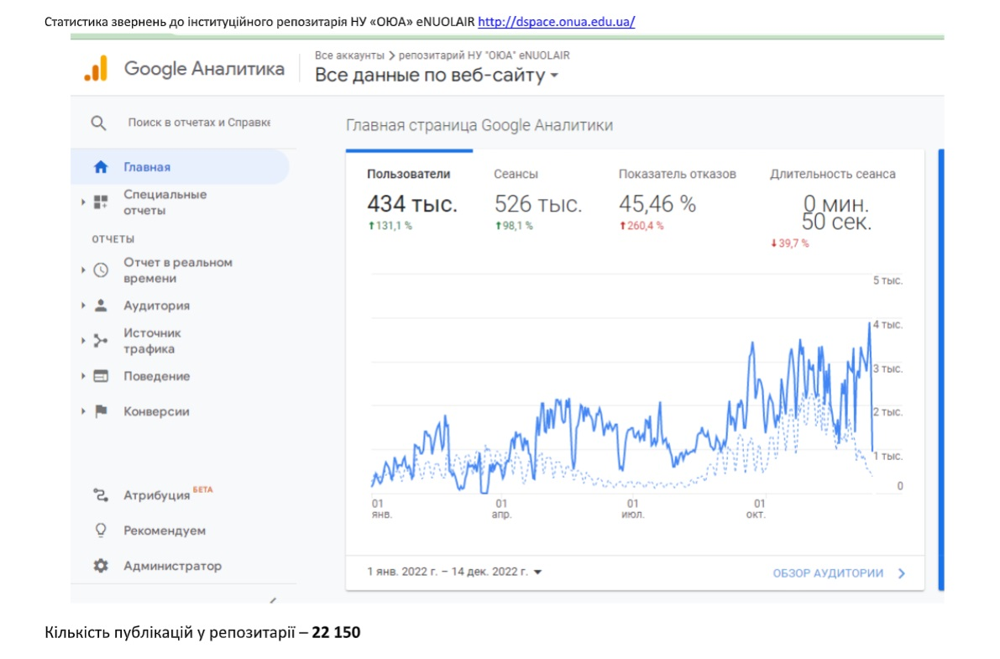 Статистика звернень до інституційного репозитарія НУ «ОЮА» eNUOLAIR http://dspace.onua.edu.ua/
Google Аналитика
Все аккаунты > репозитарий НУ "ОЮА" eNUOLAIR
Все данные по веб-сайту
Поиск в отчетах и Справке
Главная страница Google Аналитики
Главная
Специальные
отчеты
ОТЧЕТЫ
Отчет в реальном
времени
Аудитория
Источник
трафика
Поведение
Конверсии
Атрибуция БЕТА
Рекомендуем
Администратор
Пользователи
434 тыс.
131,1 %
Сеансы
526 тыс.
98,1 %
Показатель отказов
45,46 %
260,4 %
Длительность сеанса
0 мин.
50 сек.
39,7 %
5 тыс.
4 тыс.
3 тыс.
2 тыс.
1 тыс.
0
01
янв.
01
апр.
01
июл.
01
окт.
1 янв. 2022 г. – 14 дек. 2022 г.
ОБЗОР АУДИТОРИИ
Кількість публікацій у репозитарії – 22 150